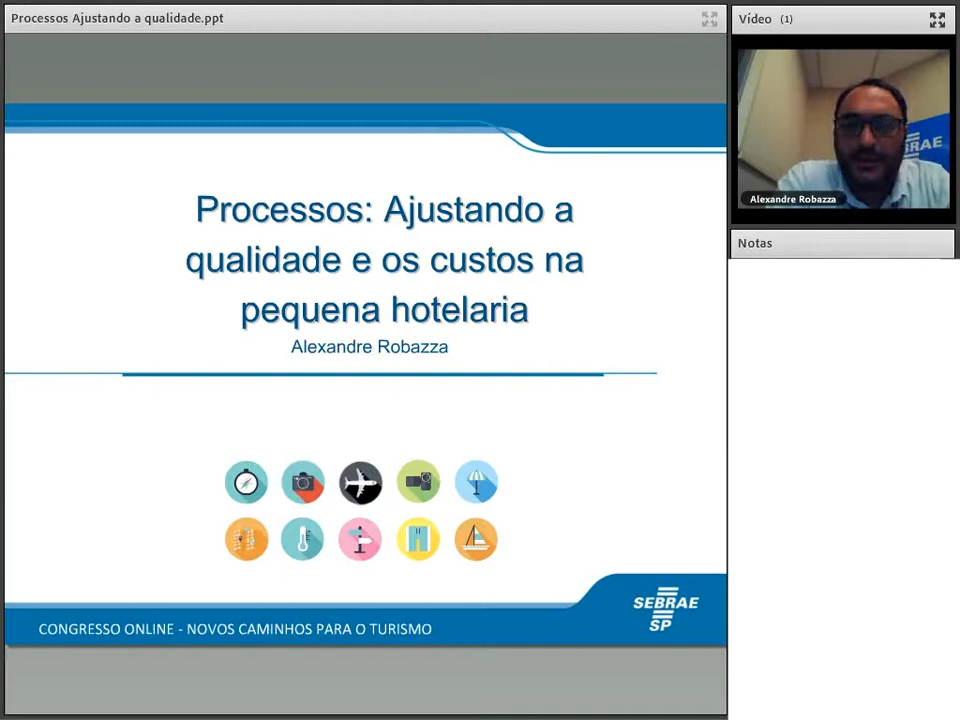 Processos Ajustando a qualidade.ppt
Vídeo (1)
RAE
Alexandre Robazza
Notas
Processos: Ajustando a
qualidade e os custos na
pequena hotelaria
Alexandre Robazza
SEBRAE
SP
CONGRESSO ONLINE - NOVOS CAMINHOS PARA O TURISMO